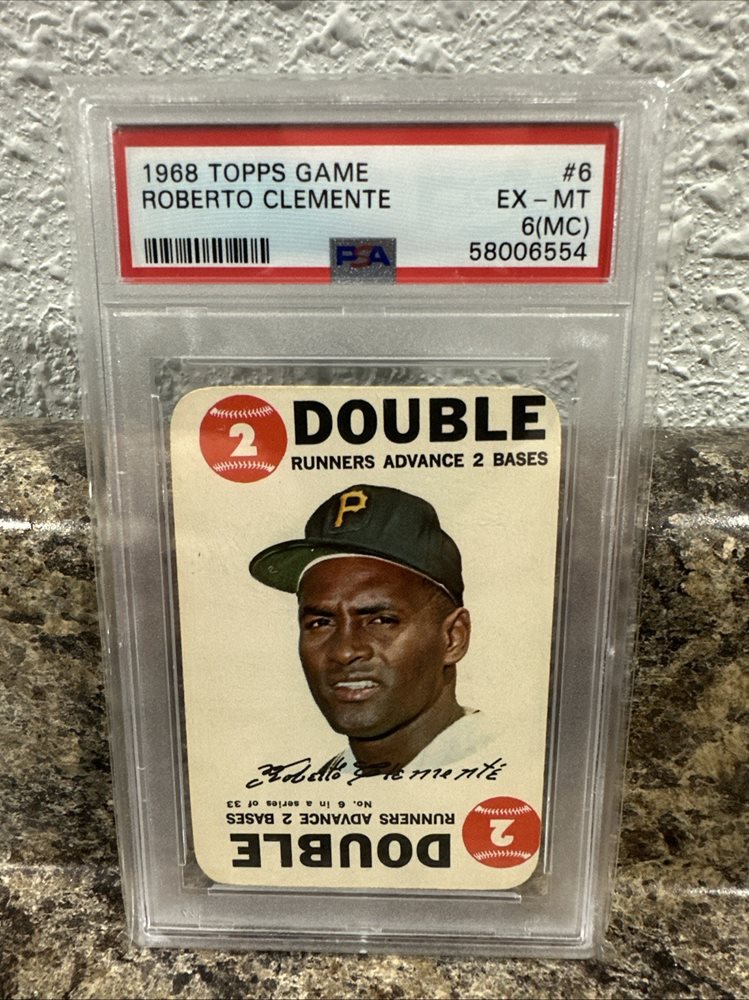 1968 TOPPS GAME #6
ROBERTO CLEMENTE EX - MT
6(MC)
PSA 58006554
2 DOUBLE
RUNNERS ADVANCE 2 BASES
P
Roberto Clemente
No. 6 in a series of 33
RUNNERS ADVANCE 2 BASES
DOUBLE 2